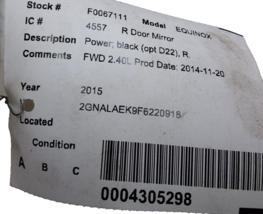 Stock # F0067111 Model EQUINOX
IC # 4557 R Door Mirror
Description Power; black (opt D22), R.
Comments FWD 2.40L Prod Date: 2014-11-20
Year 2015
2GNALAEK9F6220918
Located
Condition
A B C
0004305298